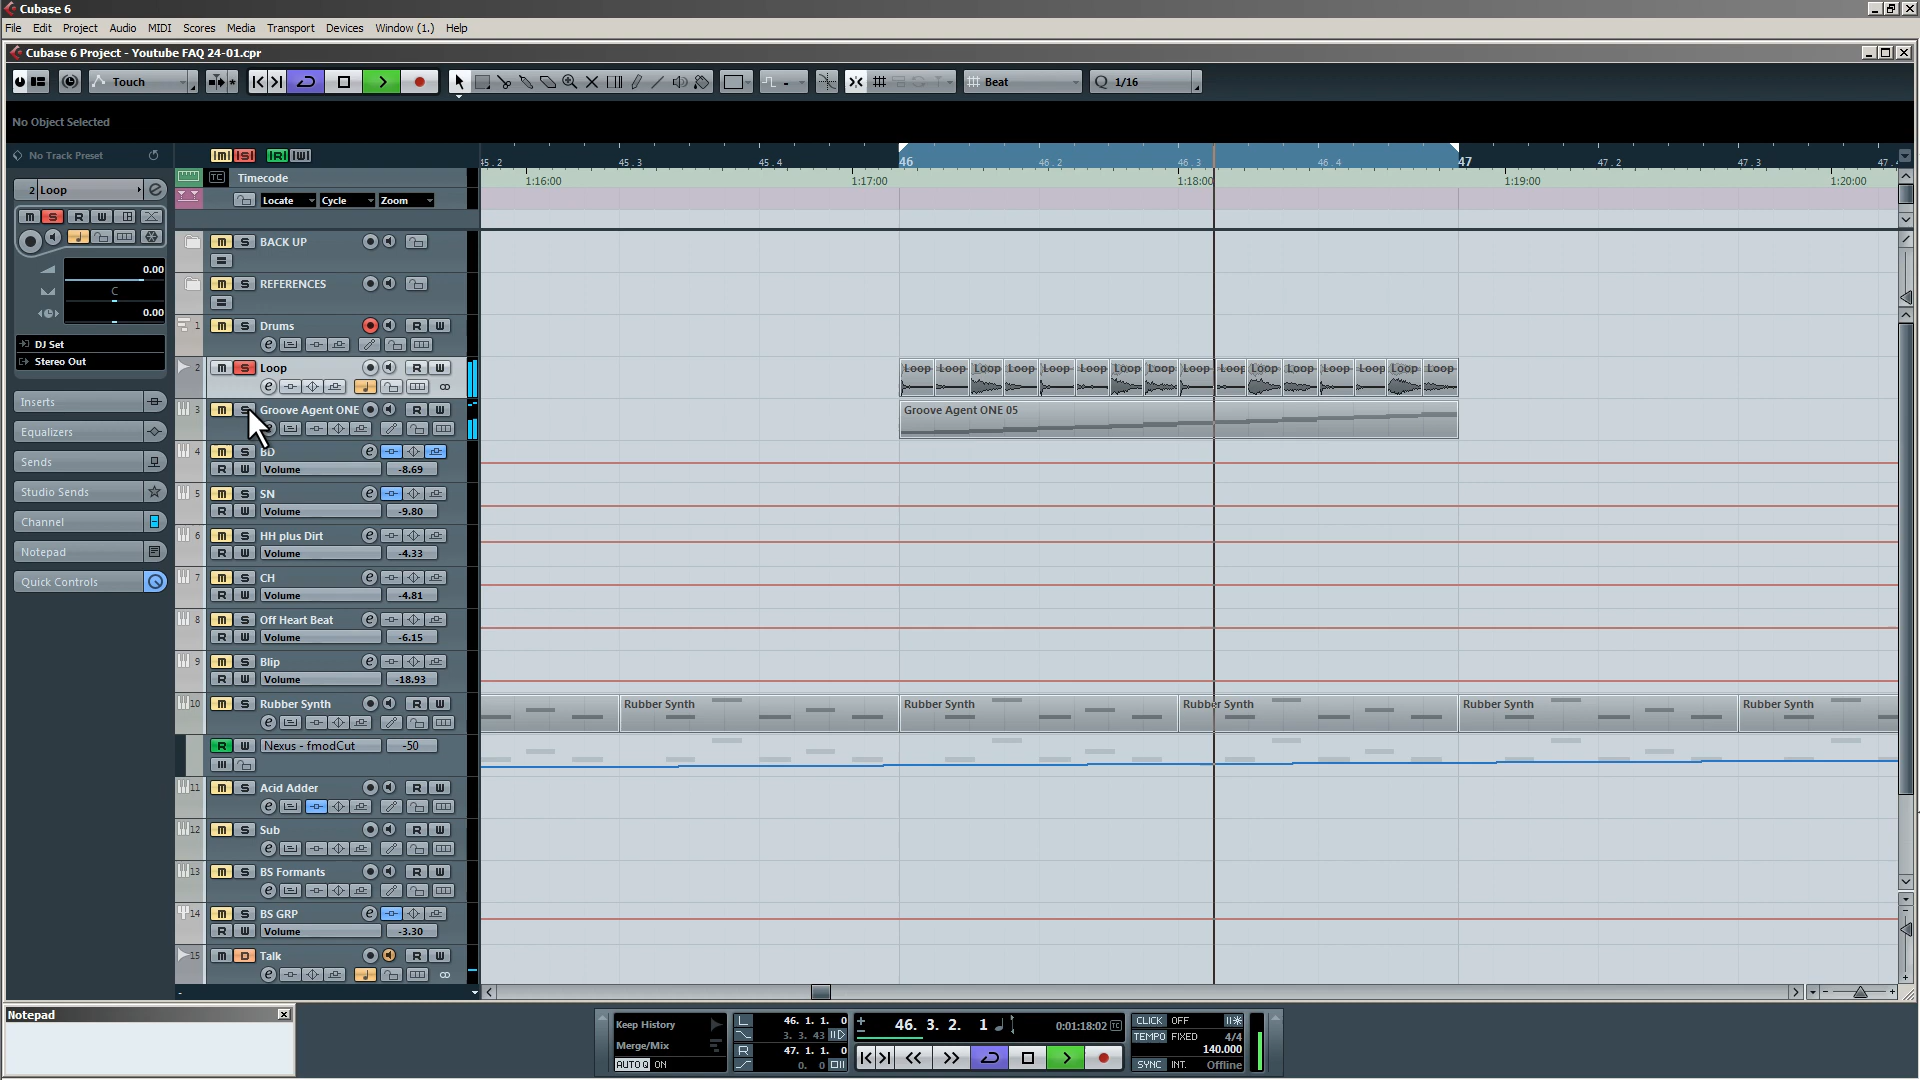 Cubase 6
File Edit Project Audio MIDI Scores Media Transport Devices Window (1.) Help
Cubase 6 Project - Youtube FAQ 24-01.cpr
Touch Beat Q 1/16
No Object Selected
No Track Preset
45.2 45.3 45.4 46 46.2 46.3 46.4 47 47.2 47.3 47.
TC Timecode
1:16:00 1:17:00 1:18:00 1:19:00 1:20:00
Locate Cycle Zoom
2 Loop
m S R W
0.00
C
0.00
DJ Set
Stereo Out
Inserts
Equalizers
Sends
Studio Sends
Channel
Notepad
Quick Controls
m S BACK UP
m S REFERENCES
1 m S Drums R W
2 m S Loop R W
Loop Loop Loop Loop Loop Loop Loop Loop Loop Loop Loop Loop Loop Loop Loop Loop
3 m S Groove Agent ONE R W
Groove Agent ONE 05
4 m S BD e
R W Volume -8.69
5 m S SN e
R W Volume -9.80
6 m S HH plus Dirt e
R W Volume -4.33
7 m S CH e
R W Volume -4.81
8 m S Off Heart Beat e
R W Volume -6.15
9 m S Blip e
R W Volume -18.93
10 m S Rubber Synth R W
Rubber Synth Rubber Synth Rubber Synth Rubber Synth Rubber Synth
R W Nexus - fmodCut -50
11 m S Acid Adder R W
12 m S Sub R W
13 m S BS Formants R W
14 m S BS GRP e
R W Volume -3.30
15 m D Talk R W
Notepad
Keep History
Merge/Mix
AUTO Q ON
L 46. 1. 1. 0
3. 3. 43
R 47. 1. 1. 0
0. 0
46. 3. 2. 1
0:01:18:02 TC
CLICK OFF
TEMPO FIXED 4/4
140.000
SYNC INT. Offline